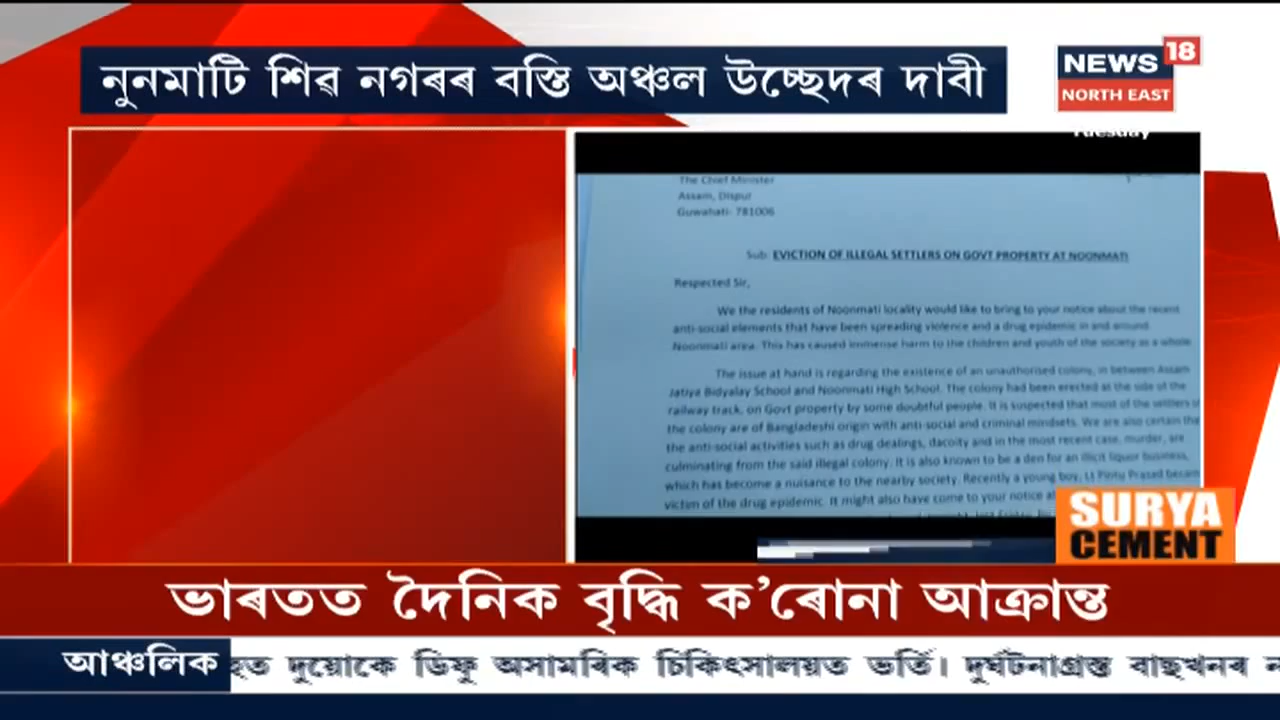 নুনমাটি শিৱ নগৰৰ বস্তি অঞ্চল উচ্ছেদৰ দাবী
NEWS 18
NORTH EAST
Tuesday
The Chief Minister
Assam, Dispur
Guwahati- 781006
Sub: EVICTION OF ILLEGAL SETTLERS ON GOVT PROPERTY AT NOONMATI
Respected Sir,
We the residents of Noonmati locality would like to bring to your notice about the recent
anti-social elements that have been spreading violence and a drug epidemic in and around
Noonmati area. This has caused immense harm to the children and youth of the society as a whole
The issue at hand is regarding the existence of an unauthorised colony, in between Assam
Jatiya Bidyalay School and Noonmati High School. The colony had been erected at the side of the
railway track, on Govt property by some doubtful people. It is suspected that most of the settlers of
the colony are of Bangladeshi origin with anti-social and criminal mindsets. We are also certain tha
the anti-social activities such as drug dealings, dacoity and in the most recent case, murder, are
culminating from the said illegal colony. It is also known to be a den for an illicit liquor business,
which has become a nuisance to the nearby society. Recently a young boy, Lt Pintu Prasad becam
victim of the drug epidemic. It might also have come to your notice
SURYA
CEMENT
ভাৰতত দৈনিক বৃদ্ধি ক'ৰোনা আক্ৰান্ত
আঞ্চলিক
হত দুয়োকে ডিফু অসামৰিক চিকিৎসালয়ত ভৰ্তি। দুৰ্ঘটনাগ্ৰস্ত বাছখনৰ